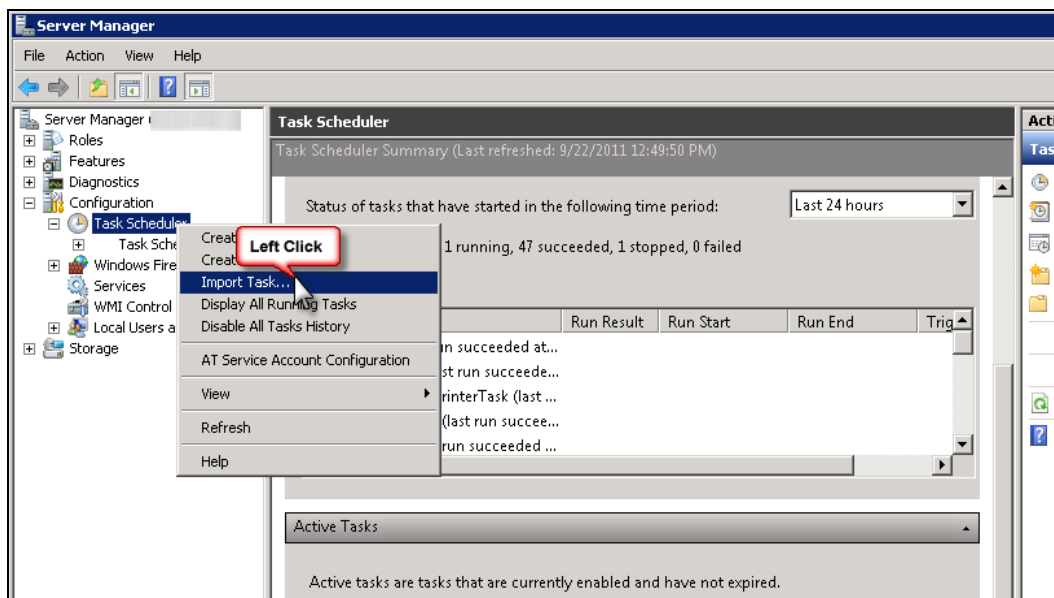 Server Manager
File Action View Help
Server Manager
Roles
Features
Diagnostics
Configuration
Task Scheduler
Task Sche
Windows Fire
Services
WMI Control
Local Users a
Storage
Task Scheduler
Task Scheduler Summary (Last refreshed: 9/22/2011 12:49:50 PM)
Status of tasks that have started in the following time period: Last 24 hours
1 running, 47 succeeded, 1 stopped, 0 failed
Run Result Run Start Run End Trig
un succeeded at...
st run succeede...
rinterTask (last ...
(last run succee...
run succeeded ...
Active Tasks
Active tasks are tasks that are currently enabled and have not expired.
Creat
Creat
Left Click
Import Task...
Display All Running Tasks
Disable All Tasks History
AT Service Account Configuration
View
Refresh
Help
Acti
Tas